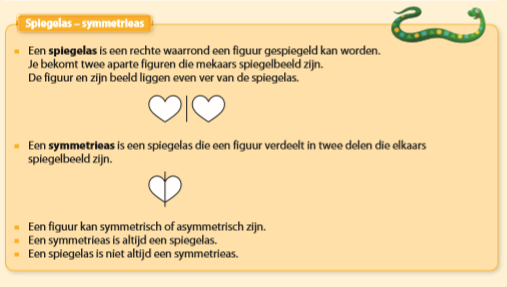 Spiegelas – symmetrieas
Een spiegelas is een rechte waarrond een figuur gespiegeld kan worden.
Je bekomt twee aparte figuren die mekaars spiegelbeeld zijn.
De figuur en zijn beeld liggen even ver van de spiegelas.
Een symmetrieas is een spiegelas die een figuur verdeelt in twee delen die elkaars
spiegelbeeld zijn.
Een figuur kan symmetrisch of asymmetrisch zijn.
Een symmetrieas is altijd een spiegelas.
Een spiegelas is niet altijd een symmetrieas.